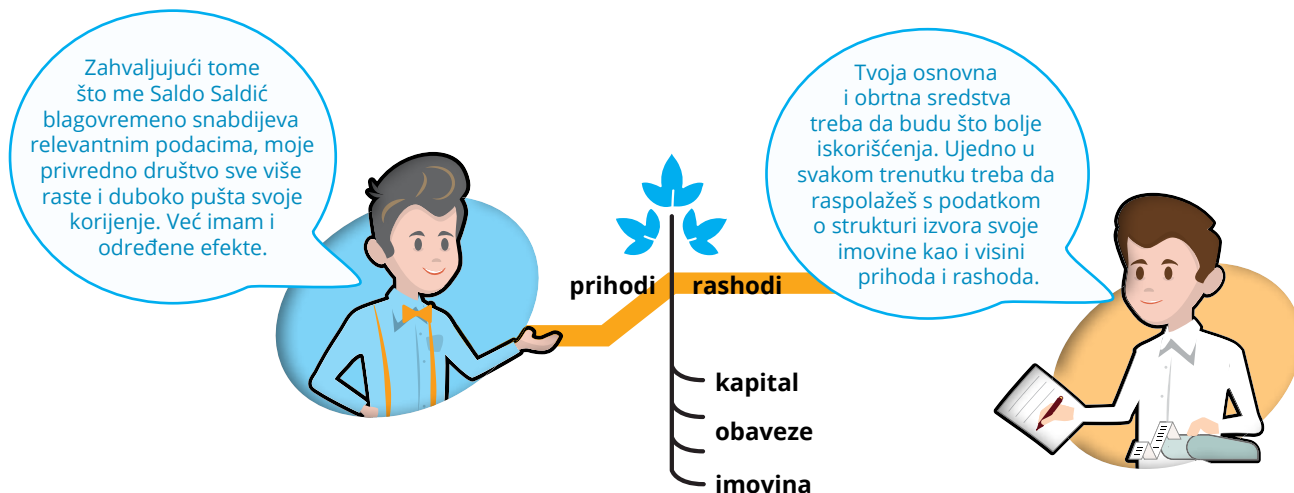 Zahvaljujući tome
što me Saldo Saldić
blagovremeno snabdijeva
relevantnim podacima, moje
privredno društvo sve više
raste i duboko pušta svoje
korijenje. Već imam i
određene efekte.
Tvoja osnovna
i obrtna sredstva
treba da budu što bolje
iskorišćenja. Ujedno u
svakom trenutku treba da
raspolažeš s podatkom
o strukturi izvora svoje
imovine kao i visini
prihoda i rashoda.
prihodi rashodi
kapital
obaveze
imovina